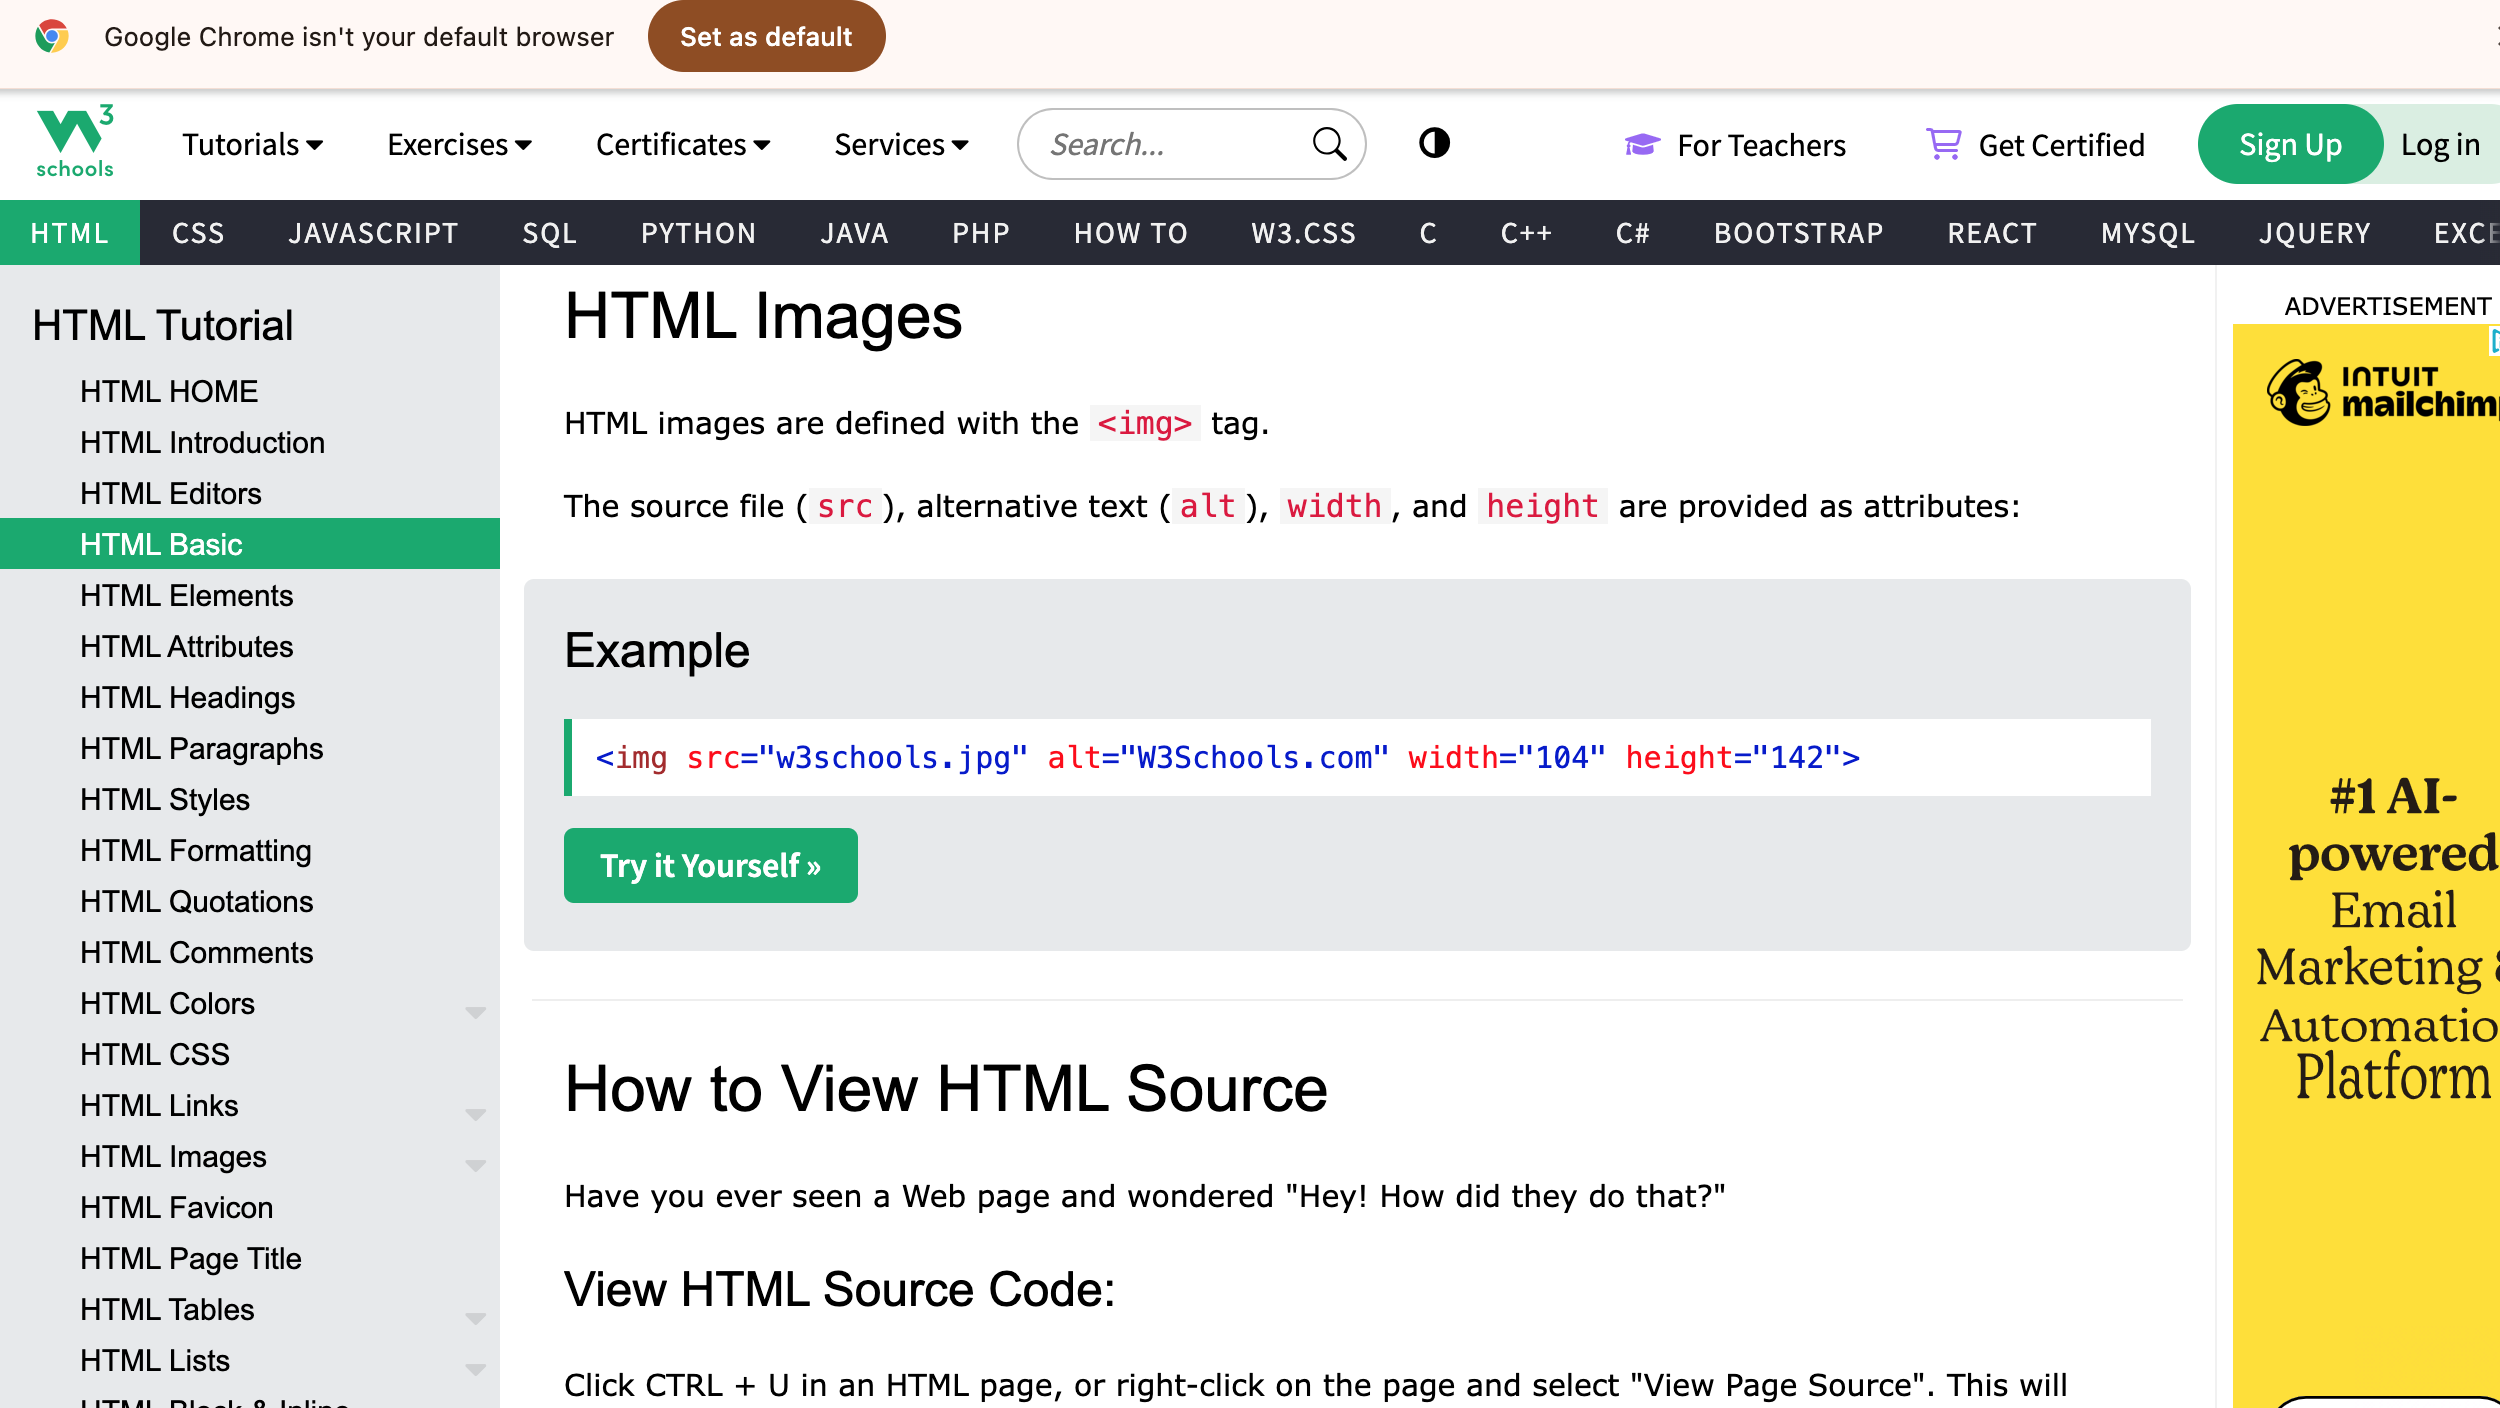 Google Chrome isn't your default browser
Set as default
W3 schools
Tutorials
Exercises
Certificates
Services
Search...
For Teachers
Get Certified
Sign Up
Log in
HTML CSS JAVASCRIPT SQL PYTHON JAVA PHP HOW TO W3.CSS C C++ C# BOOTSTRAP REACT MYSQL JQUERY
HTML Tutorial
HTML HOME
HTML Introduction
HTML Editors
HTML Basic
HTML Elements
HTML Attributes
HTML Headings
HTML Paragraphs
HTML Styles
HTML Formatting
HTML Quotations
HTML Comments
HTML Colors
HTML CSS
HTML Links
HTML Images
HTML Favicon
HTML Page Title
HTML Tables
HTML Lists
HTML Block & Inline
HTML Images
HTML images are defined with the <img> tag.
The source file (src), alternative text (alt), width, and height are provided as attributes:
Example
<img src="w3schools.jpg" alt="W3Schools.com" width="104" height="142">
Try it Yourself »
How to View HTML Source
Have you ever seen a Web page and wondered "Hey! How did they do that?"
View HTML Source Code:
Click CTRL + U in an HTML page, or right-click on the page and select "View Page Source". This will
ADVERTISEMENT
INTUIT
mailchim
#1 AI-
powered
Email
Marketing
Automatio
Platform